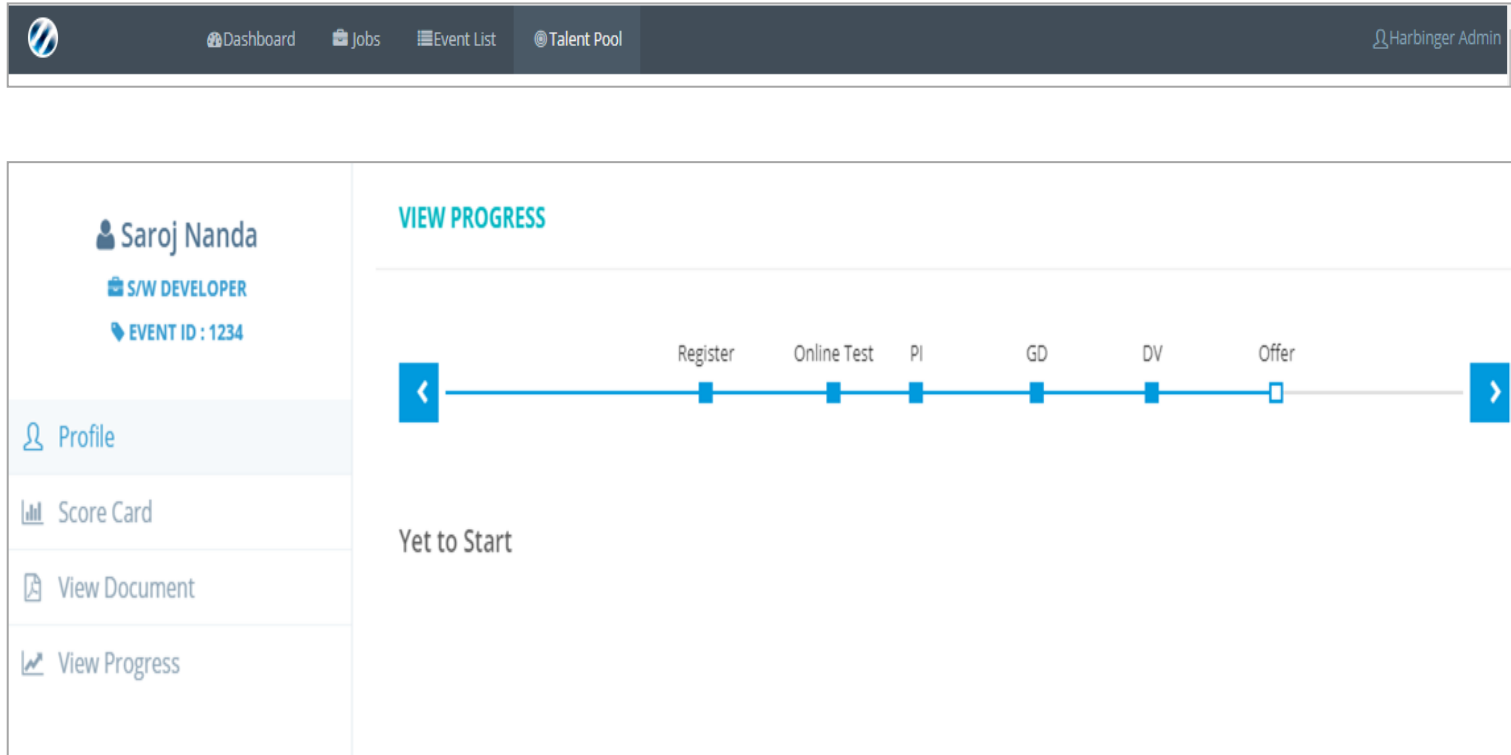 Dashboard Jobs Event List Talent Pool Harbinger Admin
Saroj Nanda
S/W DEVELOPER
EVENT ID : 1234
Profile
Score Card
View Document
View Progress
VIEW PROGRESS
Register Online Test PI GD DV Offer
Yet to Start